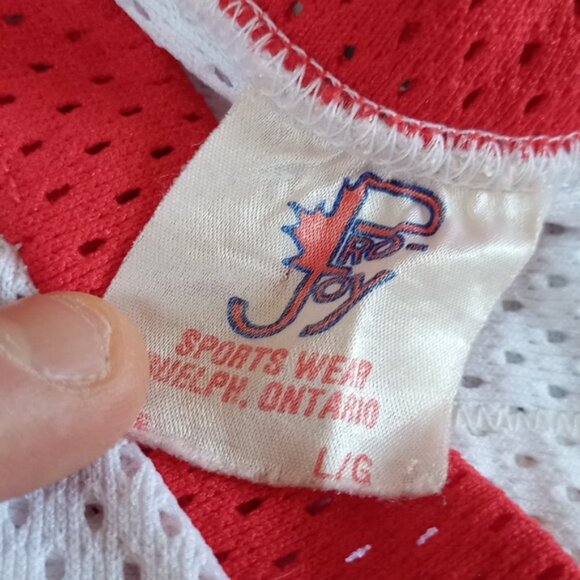 PRO-
JOY
SPORTS WEAR
GUELPH, ONTARIO
L/G